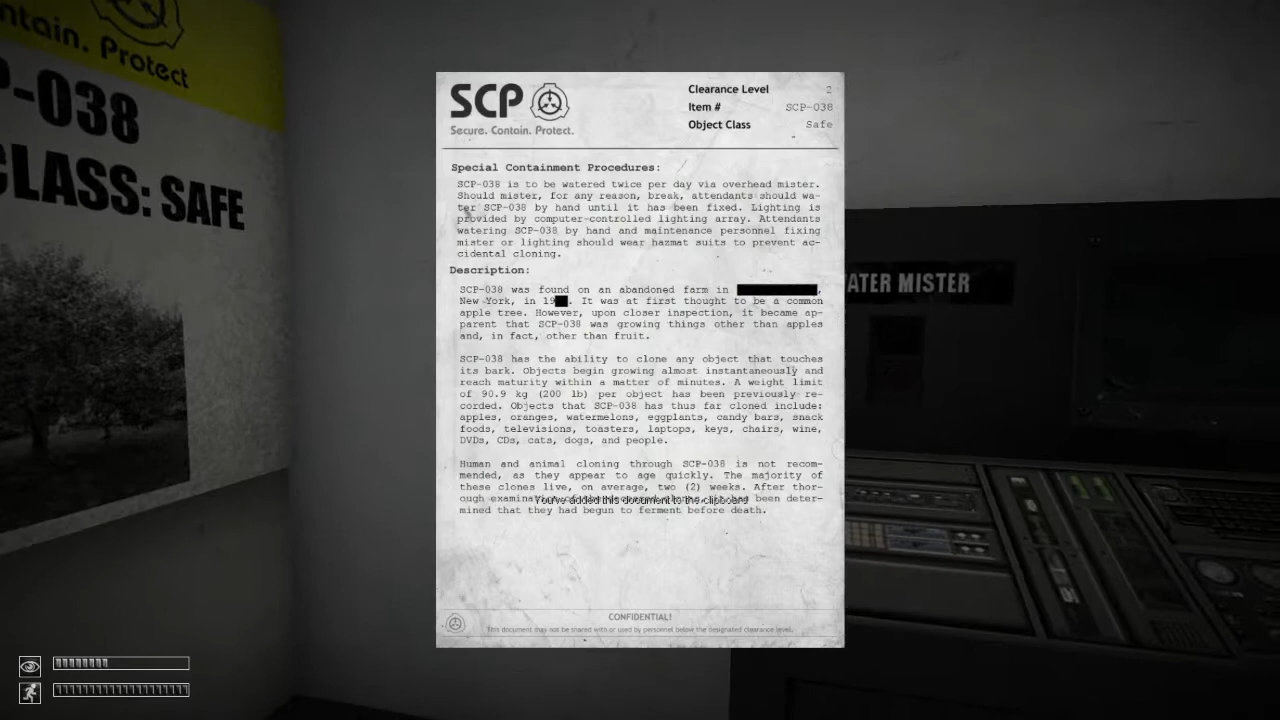 ntain. Protect
P-038
CLASS: SAFE
SCP
Secure. Contain. Protect.
Clearance Level 2
Item # SCP-038
Object Class Safe
Special Containment Procedures:
SCP-038 is to be watered twice per day via overhead mister.
Should mister, for any reason, break, attendants should wa-
ter SCP-038 by hand until it has been fixed. Lighting is
provided by computer-controlled lighting array. Attendants
watering SCP-038 by hand and maintenance personnel fixing
mister or lighting should wear hazmat suits to prevent ac-
cidental cloning.
Description:
SCP-038 was found on an abandoned farm in ,
New York, in 19 . It was at first thought to be a common
apple tree. However, upon closer inspection, it became ap-
parent that SCP-038 was growing things other than apples
and, in fact, other than fruit.
SCP-038 has the ability to clone any object that touches
its bark. Objects begin growing almost instantaneously and
reach maturity within a matter of minutes. A weight limit
of 90.9 kg (200 lb) per object has been previously re-
corded. Objects that SCP-038 has thus far cloned include:
apples, oranges, watermelons, eggplants, candy bars, snack
foods, televisions, toasters, laptops, keys, chairs, wine,
DVDs, CDs, cats, dogs, and people.
Human and animal cloning through SCP-038 is not recom-
mended, as they appear to age quickly. The majority of
these clones live, on average, two (2) weeks. After thor-
ough examination been deter-
You've added this document to the clipboard
mined that they had begun to ferment before death.
CONFIDENTIAL!
This document may not be shared with or used by personnel below the designated clearance level.
ATER MISTER